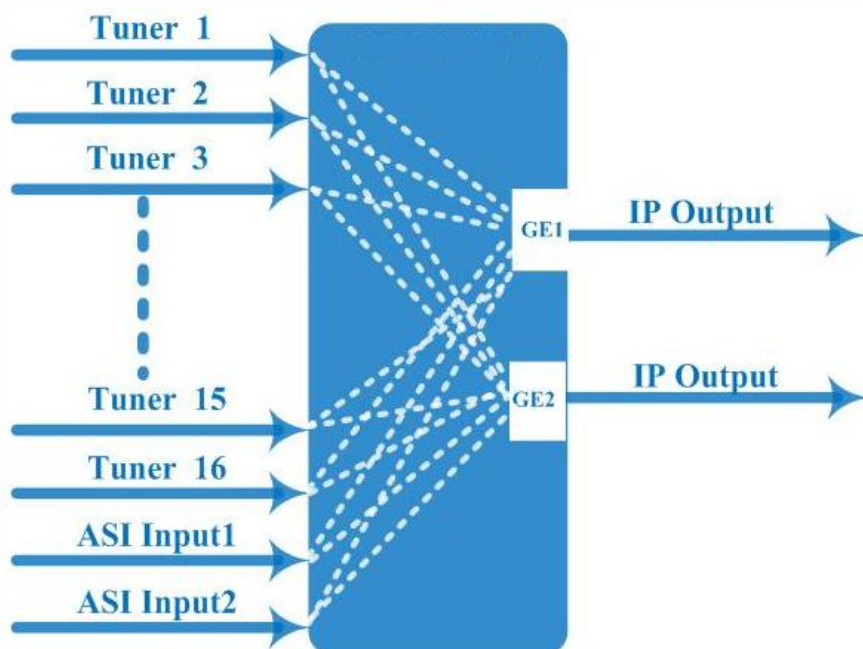 Tuner 1
Tuner 2
Tuner 3
Tuner 15
Tuner 16
ASI Input1
ASI Input2
GE1
GE2
IP Output
IP Output